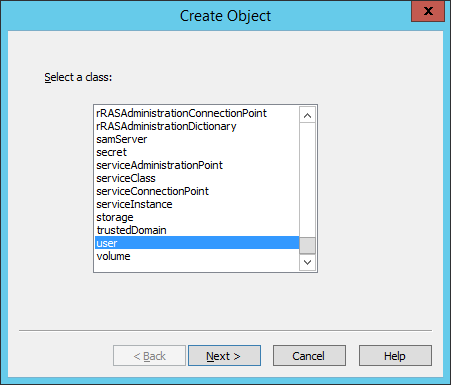 Create Object
x
Select a class:
rRASAdministrationConnectionPoint
rRASAdministrationDictionary
samServer
secret
serviceAdministrationPoint
serviceClass
serviceConnectionPoint
serviceInstance
storage
trustedDomain
user
volume
< Back
Next >
Cancel
Help